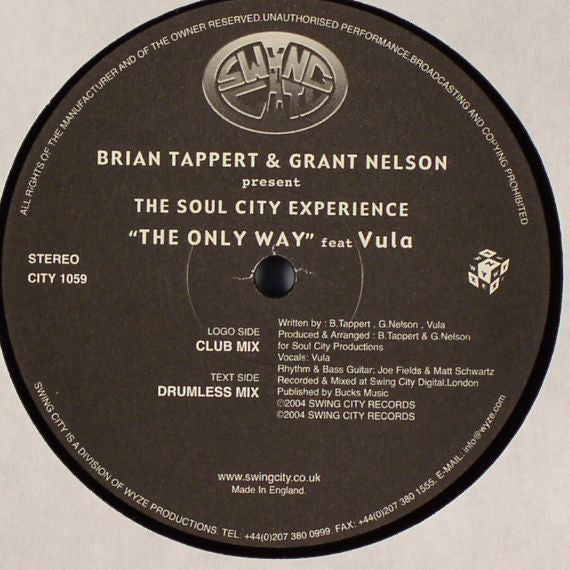 ALL RIGHTS OF THE MANUFACTURER AND OF THE OWNER RESERVED.UNAUTHORISED PERFORMANCE,BROADCASTING AND COPYING PROHIBITED
SWING CITY
BRIAN TAPPERT & GRANT NELSON
present
THE SOUL CITY EXPERIENCE
“THE ONLY WAY” feat Vula
STEREO
CITY 1059
LOGO SIDE
CLUB MIX
TEXT SIDE
DRUMLESS MIX
Written by : B.Tappert , G.Nelson , Vula
Produced & Arranged : B.Tappert & G.Nelson
for Soul City Productions
Vocals: Vula
Rhythm & Bass Guitar; Joe Fields & Matt Schwartz
Recorded & Mixed at Swing City Digital.London
Published by Bucks Music
℗2004 SWING CITY RECORDS
©2004 SWING CITY RECORDS
www.swingcity.co.uk
Made In England.
SWING CITY IS A DIVISION OF WYZE PRODUCTIONS. TEL: +44(0)207 380 0999. FAX: +44(0)207 380 1555. E-MAIL: info@wyze.com